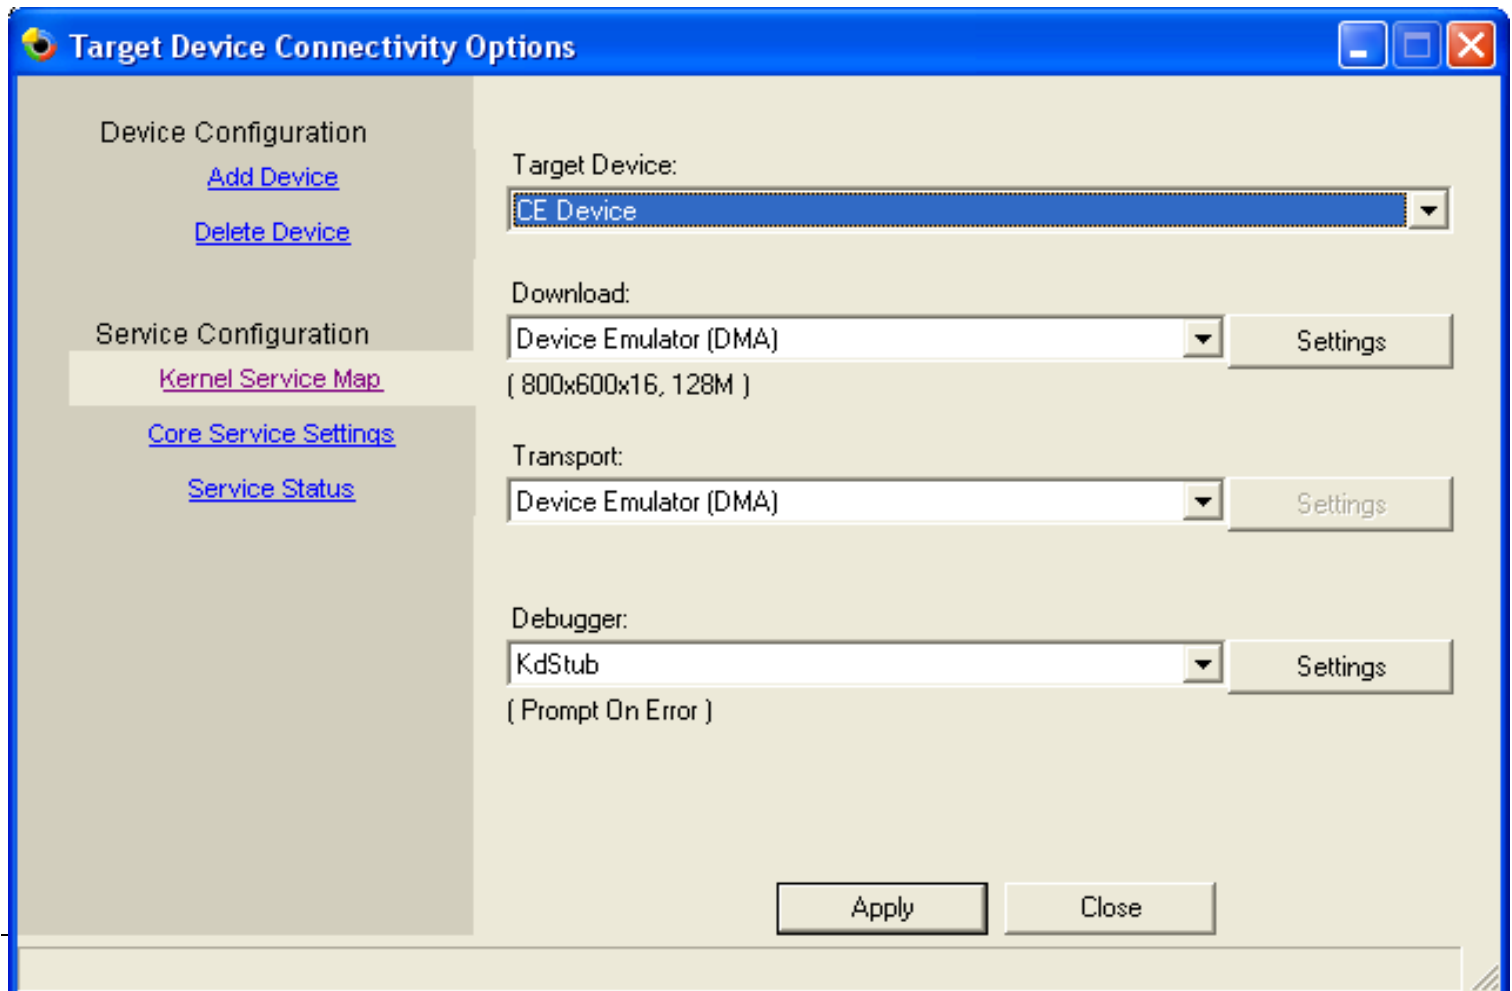 Target Device Connectivity Options
Device Configuration
Add Device
Delete Device
Service Configuration
Kernel Service Map
Core Service Settings
Service Status
Target Device:
CE Device
Download:
Device Emulator (DMA)
Settings
( 800x600x16, 128M )
Transport:
Device Emulator (DMA)
Settings
Debugger:
KdStub
Settings
( Prompt On Error )
Apply
Close